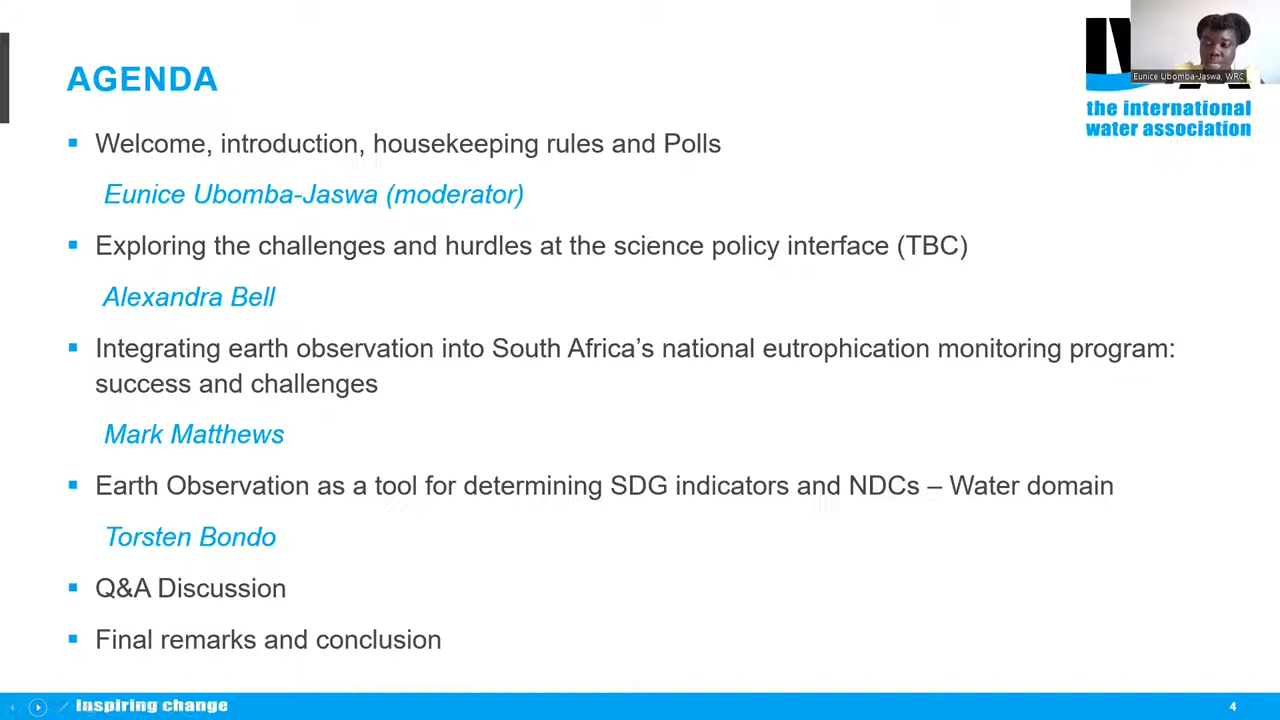 AGENDA
Eunice Ubomba-Jaswa, WRC
the international
water association
Welcome, introduction, housekeeping rules and Polls
Eunice Ubomba-Jaswa (moderator)
Exploring the challenges and hurdles at the science policy interface (TBC)
Alexandra Bell
Integrating earth observation into South Africa’s national eutrophication monitoring program:
success and challenges
Mark Matthews
Earth Observation as a tool for determining SDG indicators and NDCs – Water domain
Torsten Bondo
Q&A Discussion
Final remarks and conclusion
inspiring change
4